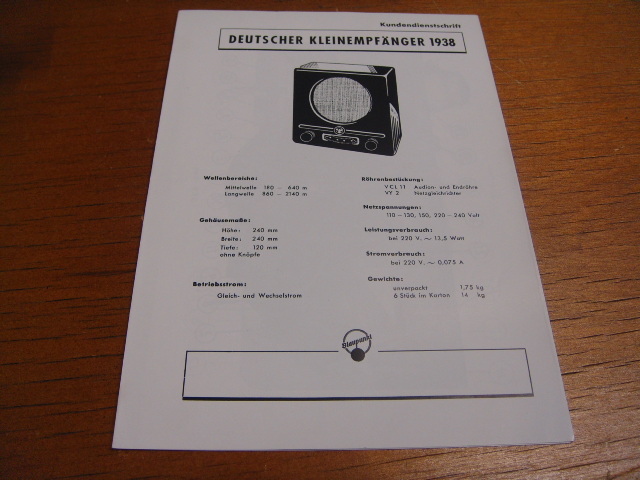 Kundendienstschrift
DEUTSCHER KLEINEMPFÄNGER 1938
Wellenbereiche:
Mittelwelle 180 – 640 m
Langwelle 860 – 2140 m
Gehäusemaße:
Höhe: 240 mm
Breite: 240 mm
Tiefe: 120 mm
ohne Knöpfe
Betriebsstrom:
Gleich- und Wechselstrom
Röhrenbestückung:
VCL 11 Audion- und Endröhre
VY 2 Netzgleichrichter
Netzspannungen:
110 – 130, 150, 220 – 240 Volt
Leistungsverbrauch:
bei 220 V. ~ 13,5 Watt
Stromverbrauch:
bei 220 V. ~ 0,075 A
Gewichte:
unverpackt 1,75 kg
6 Stück im Karton 14 kg
Blaupunkt